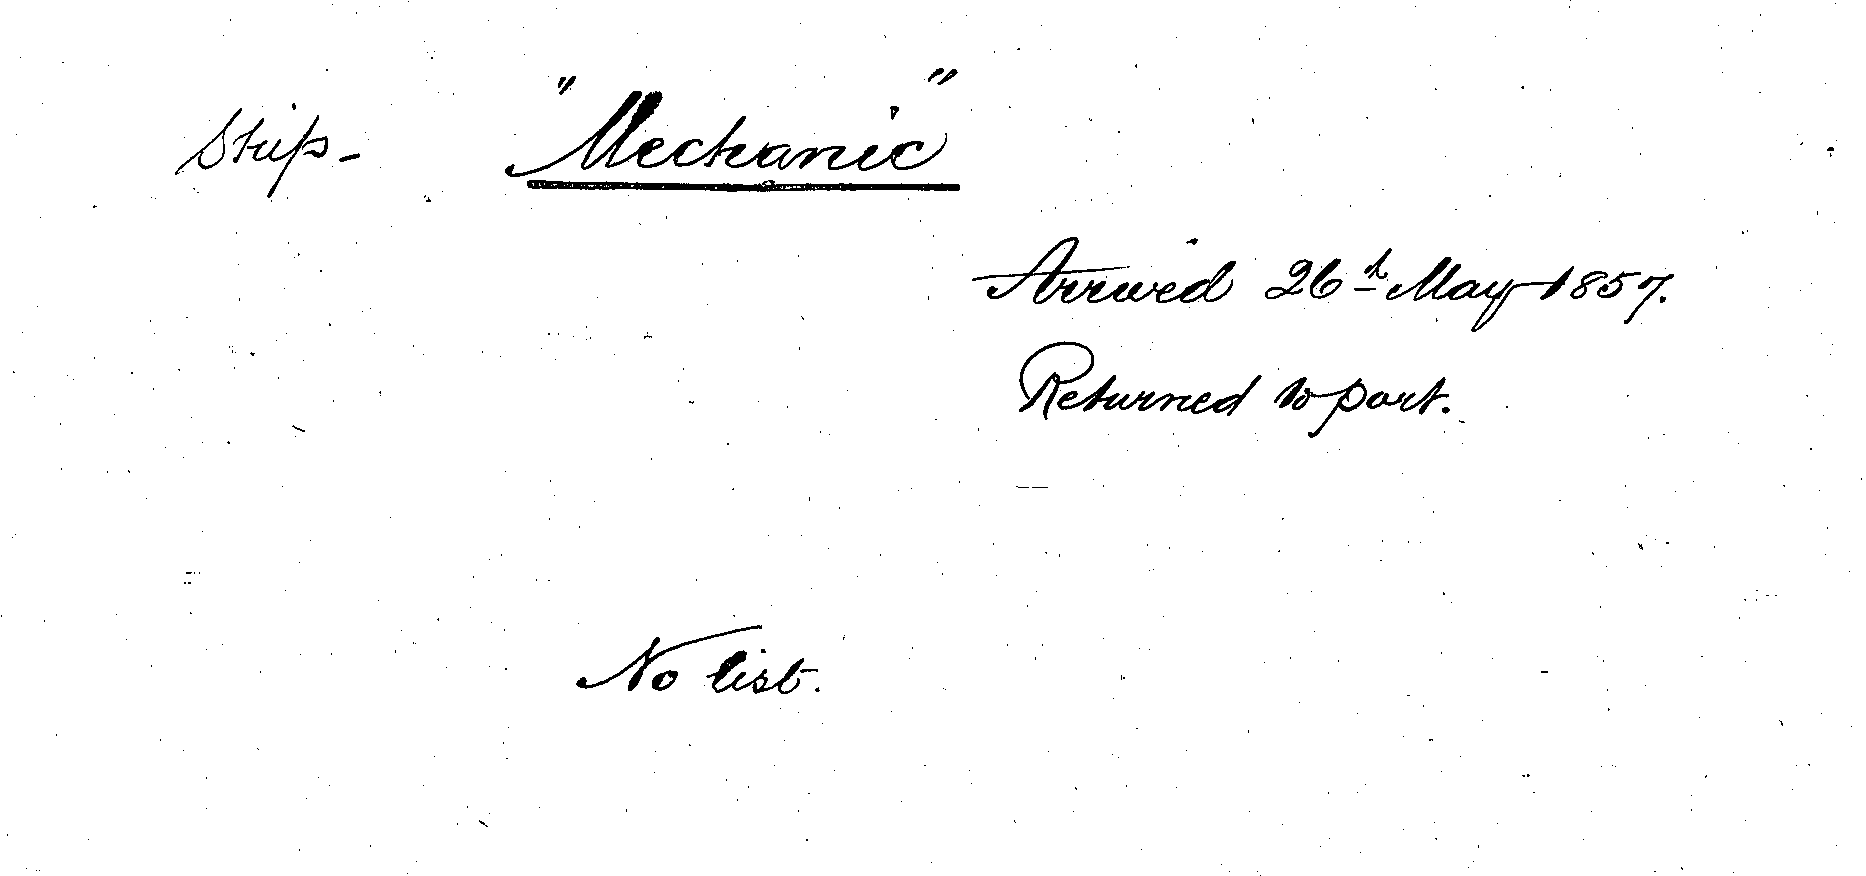 Ship- "Mechanic"
Arrived 26th May 1857.
Returned to port.
No list.